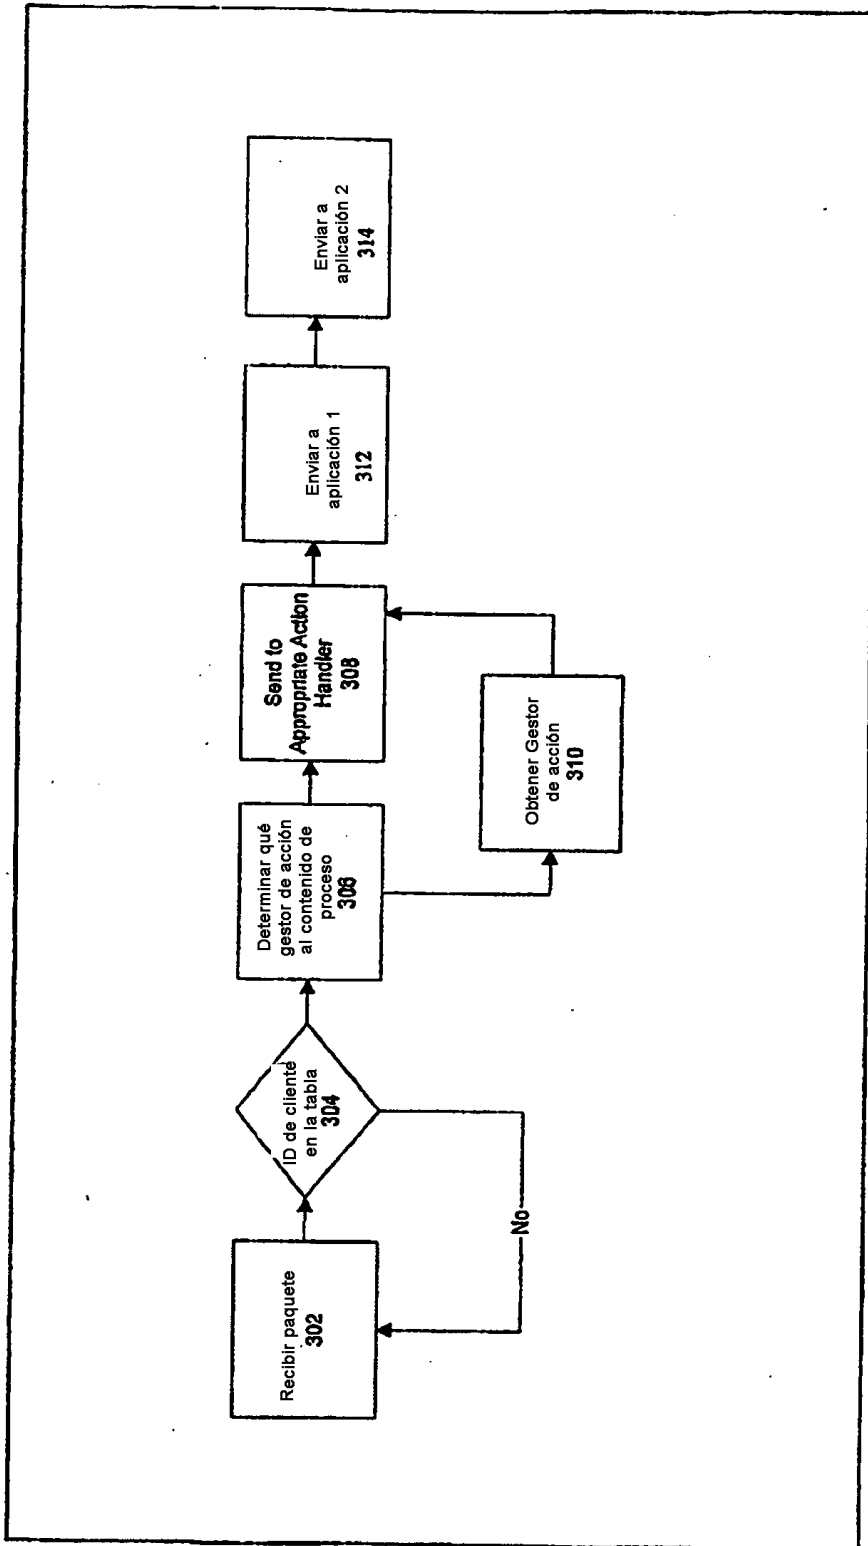 Recibir paquete
302
ID de cliente
en la tabla
304
No
Determinar qué
gestor de acción
al contenido de
proceso
306
Send to
Appropriate Action
Handler
308
Obtener Gestor
de acción
310
Enviar a
aplicación 1
312
Enviar a
aplicación 2
314